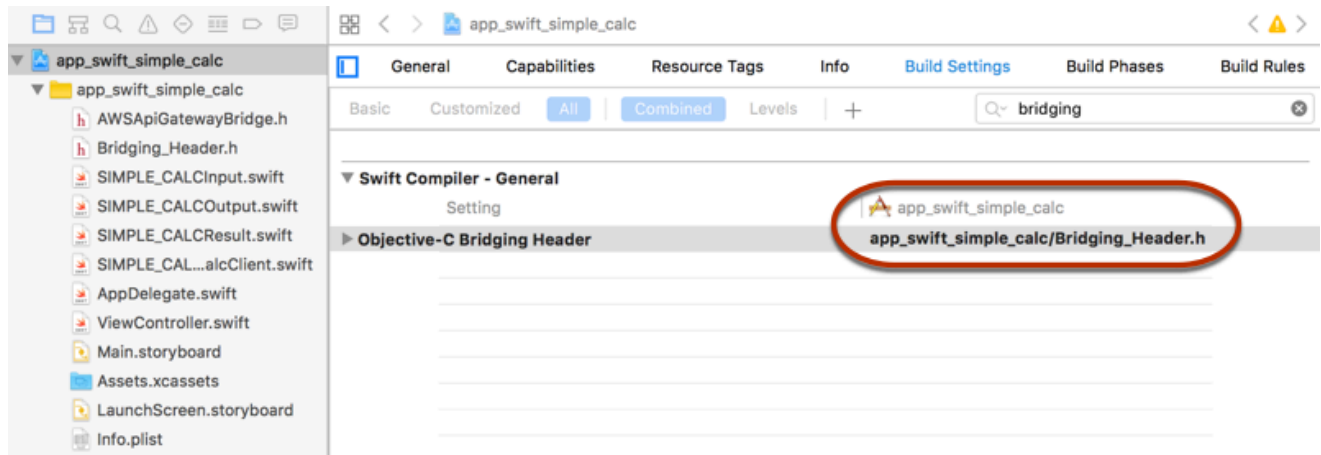 app_swift_simple_calc
app_swift_simple_calc
General Capabilities Resource Tags Info Build Settings Build Phases Build Rules
app_swift_simple_calc
Basic Customized All Combined Levels + bridging
AWSApiGatewayBridge.h
Bridging_Header.h
SIMPLE_CALCInput.swift
Swift Compiler - General
SIMPLE_CALCOutput.swift
Setting app_swift_simple_calc
SIMPLE_CALCResult.swift
Objective-C Bridging Header app_swift_simple_calc/Bridging_Header.h
SIMPLE_CAL...alcClient.swift
AppDelegate.swift
ViewController.swift
Main.storyboard
Assets.xcassets
LaunchScreen.storyboard
Info.plist